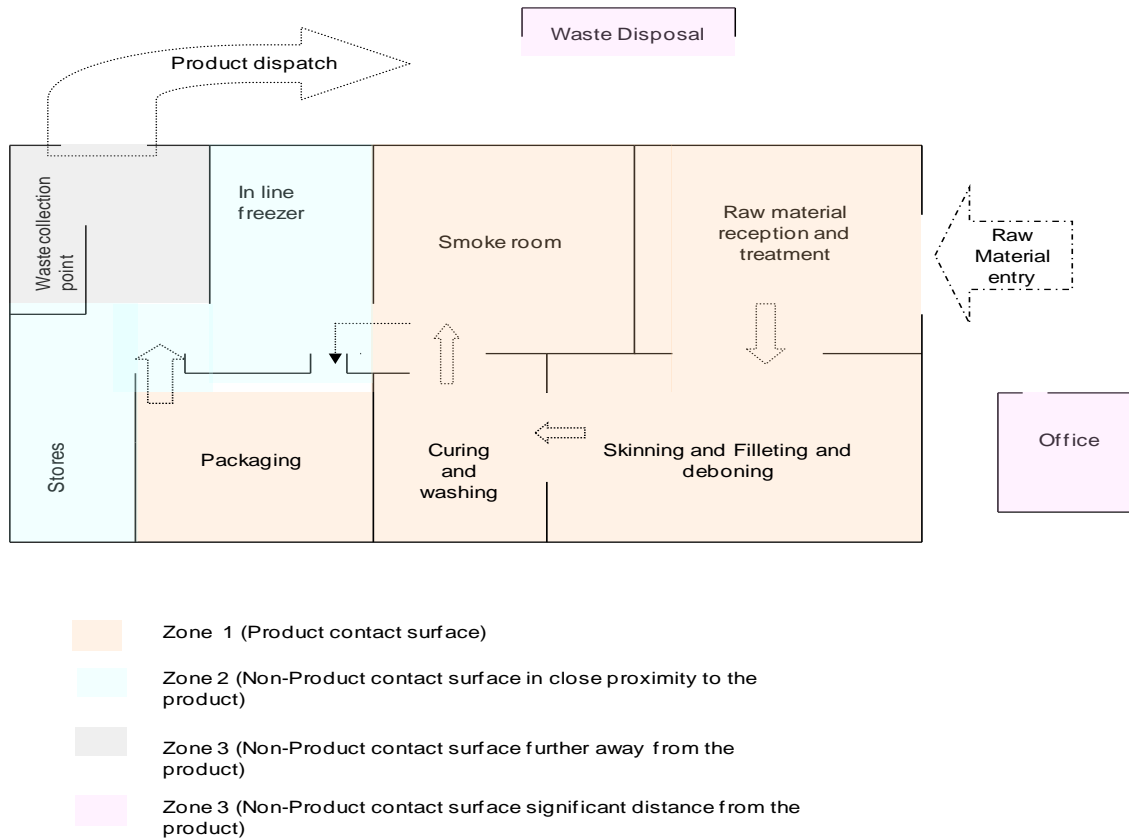 Waste Disposal
Product dispatch
Waste collection
point
In line
freezer
Smoke room
Raw material
reception and
treatment
Raw
Material
entry
Stores
Packaging
Curing
and
washing
Skinning and Filleting and
deboning
Office
Zone 1 (Product contact surface)
Zone 2 (Non-Product contact surface in close proximity to the
product)
Zone 3 (Non-Product contact surface further away from the
product)
Zone 3 (Non-Product contact surface significant distance from the
product)